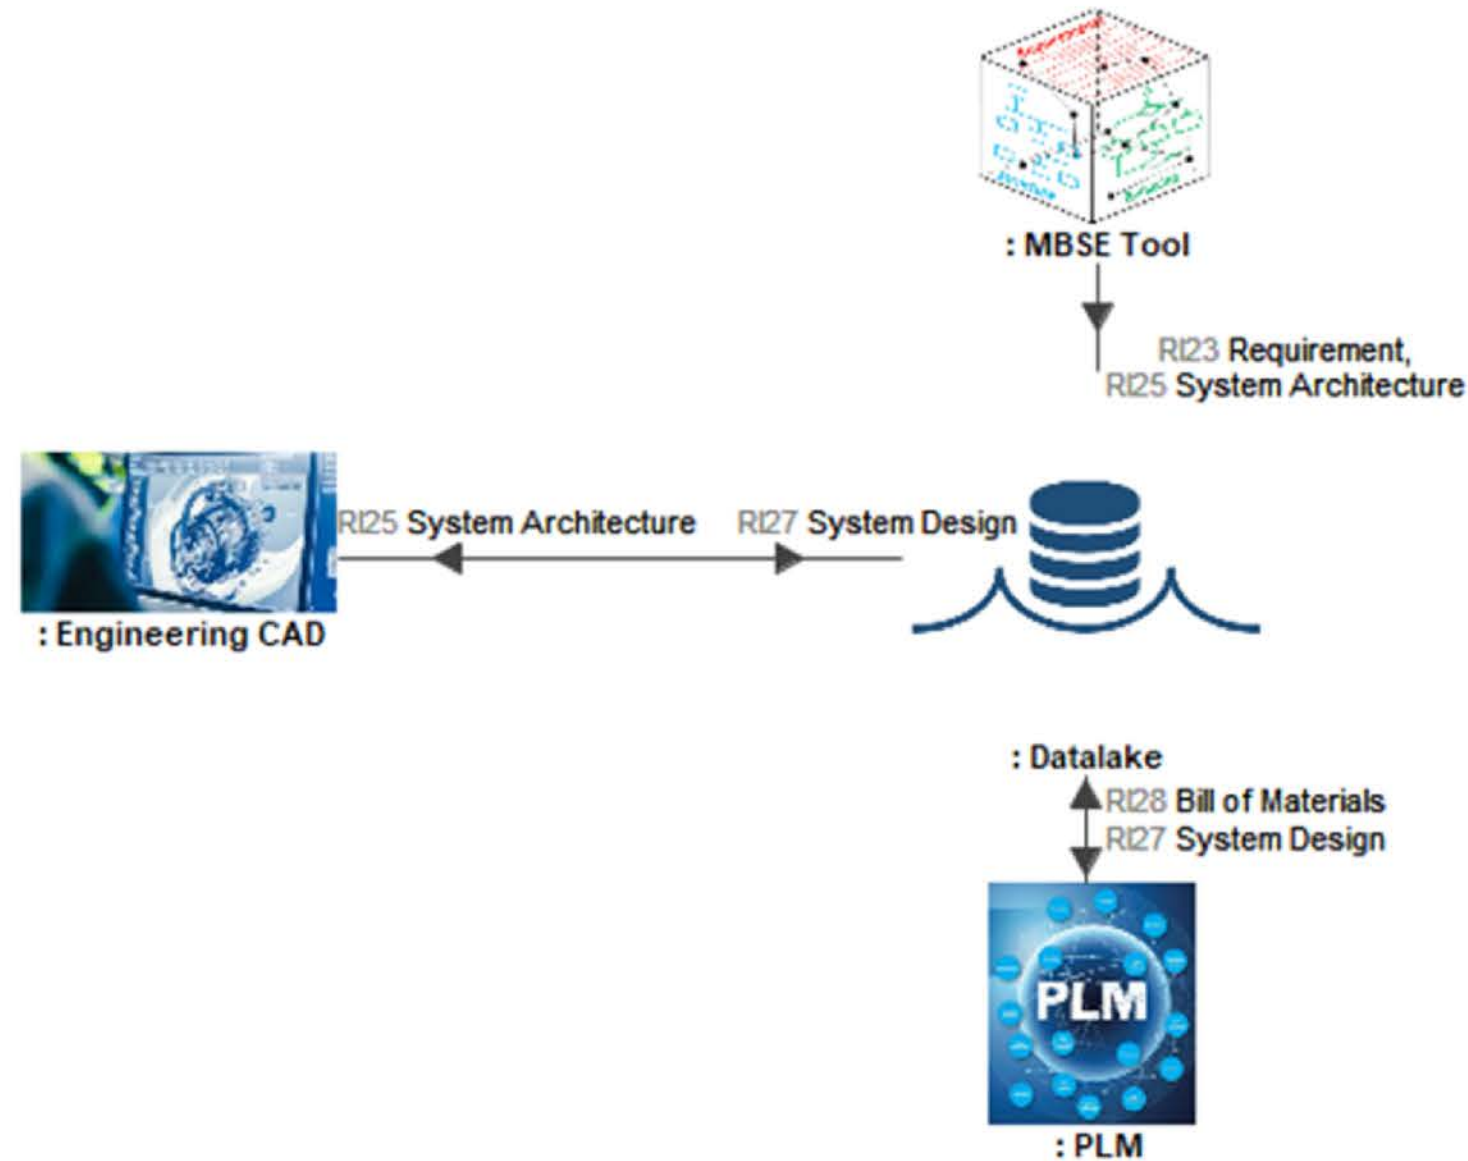 : MBSE Tool
RI23 Requirement,
RI25 System Architecture
RI25 System Architecture
RI27 System Design
: Engineering CAD
: Datalake
RI28 Bill of Materials
RI27 System Design
PLM
: PLM